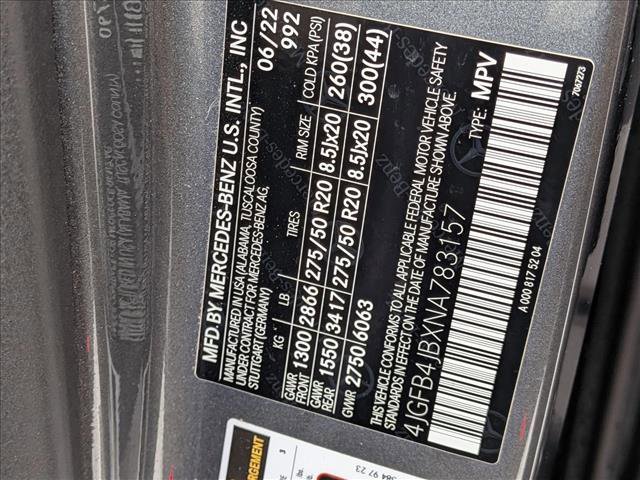 MFD. BY MERCEDES-BENZ U.S. INTL., INC
MANUFACTURED IN USA (ALABAMA, TUSCALOOSA COUNTY)
UNDER CONTRACT FOR MERCEDES-BENZ AG,
STUTTGART (GERMANY)
06/22
992
KG LB TIRES RIM SIZE COLD KPA (PSI)
GAWR FRONT 1300 2866 275/50 R20 8.5Jx20 260(38)
GAWR REAR 1550 3417 275/50 R20 8.5Jx20 300(44)
GVWR 2750 6063
THIS VEHICLE CONFORMS TO ALL APPLICABLE FEDERAL MOTOR VEHICLE SAFETY
STANDARDS IN EFFECT ON THE DATE OF MANUFACTURE SHOWN ABOVE.
4JGFB4JBXNA783157 TYPE: MPV
A 000 817 52 04
7067273